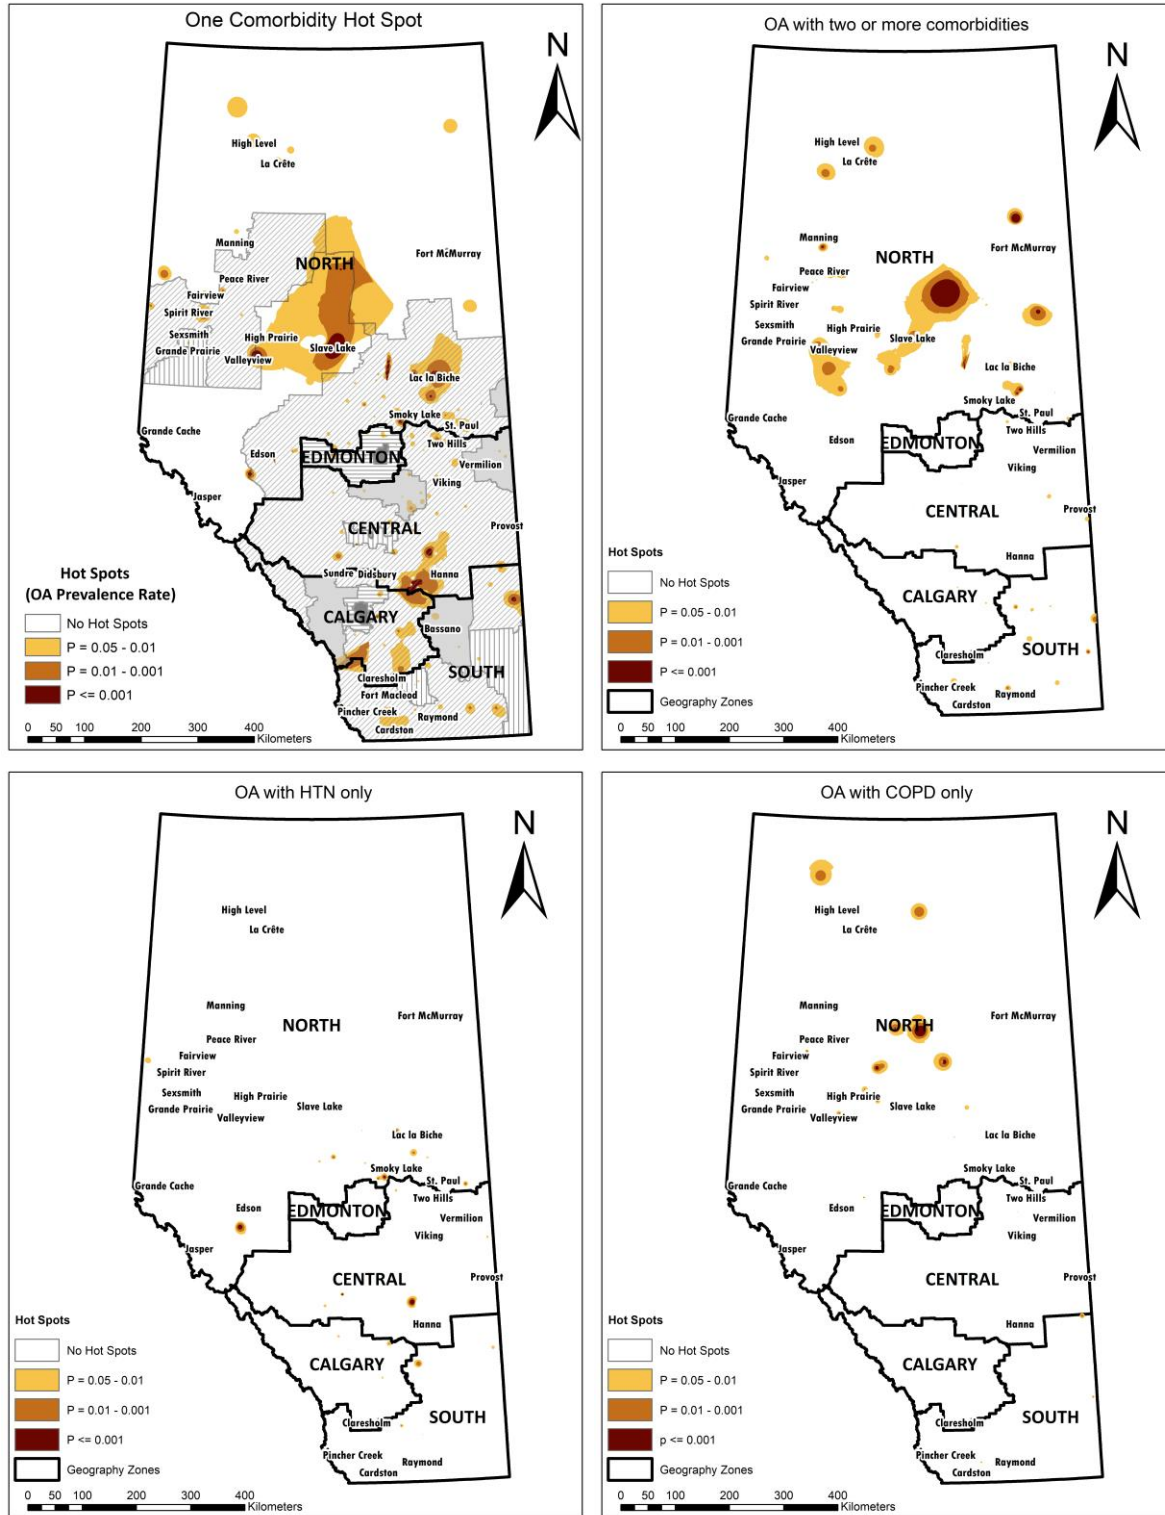 One Comorbidity Hot Spot
N
High Level
La Crête
Manning
NORTH
Fort McMurray
Peace River
Fairview
Spirit River
Sexsmith
High Prairie
Grande Prairie
Slave Lake
Valleyview
Lac la Biche
Smoky Lake
St. Paul
Grande Cache
Two Hills
Edson
EDMONTON
Vermilion
Viking
Jasper
CENTRAL
Provost
Sundre
Didsbury
Hanna
CALGARY
Bassano
SOUTH
Claresholm
Fort Macleod
Pincher Creek
Raymond
Cardston
Hot Spots
(OA Prevalence Rate)
No Hot Spots
P = 0.05 - 0.01
P = 0.01 - 0.001
P <= 0.001
0 50 100 200 300 400
Kilometers
OA with two or more comorbidities
N
High Level
La Crête
Manning
Fort McMurray
NORTH
Peace River
Fairview
Spirit River
Sexsmith
High Prairie
Grande Prairie
Slave Lake
Valleyview
Lac la Biche
Smoky Lake
St. Paul
Grande Cache
Two Hills
Edson
EDMONTON
Vermilion
Viking
Jasper
CENTRAL
Provost
Hanna
CALGARY
SOUTH
Claresholm
Pincher Creek
Raymond
Cardston
Hot Spots
No Hot Spots
P = 0.05 - 0.01
P = 0.01 - 0.001
P <= 0.001
Geography Zones
0 50 100 200 300 400
Kilometers
OA with HTN only
N
High Level
La Crête
Manning
Fort McMurray
NORTH
Peace River
Fairview
Spirit River
Sexsmith
High Prairie
Grande Prairie
Slave Lake
Valleyview
Lac la Biche
Smoky Lake
St. Paul
Grande Cache
Two Hills
Edson
EDMONTON
Vermilion
Viking
Jasper
CENTRAL
Provost
Hanna
CALGARY
SOUTH
Claresholm
Pincher Creek
Raymond
Cardston
Hot Spots
No Hot Spots
P = 0.05 - 0.01
P = 0.01 - 0.001
P <= 0.001
Geography Zones
0 50 100 200 300 400
Kilometers
OA with COPD only
N
High Level
La Crête
Manning
Fort McMurray
NORTH
Peace River
Fairview
Spirit River
Sexsmith
High Prairie
Grande Prairie
Slave Lake
Valleyview
Lac la Biche
Smoky Lake
St. Paul
Grande Cache
Two Hills
Edson
EDMONTON
Vermilion
Viking
Jasper
CENTRAL
Provost
Hanna
CALGARY
SOUTH
Claresholm
Pincher Creek
Raymond
Cardston
Hot Spots
No Hot Spots
P = 0.05 - 0.01
P = 0.01 - 0.001
p <= 0.001
Geography Zones
0 50 100 200 300 400
Kilometers